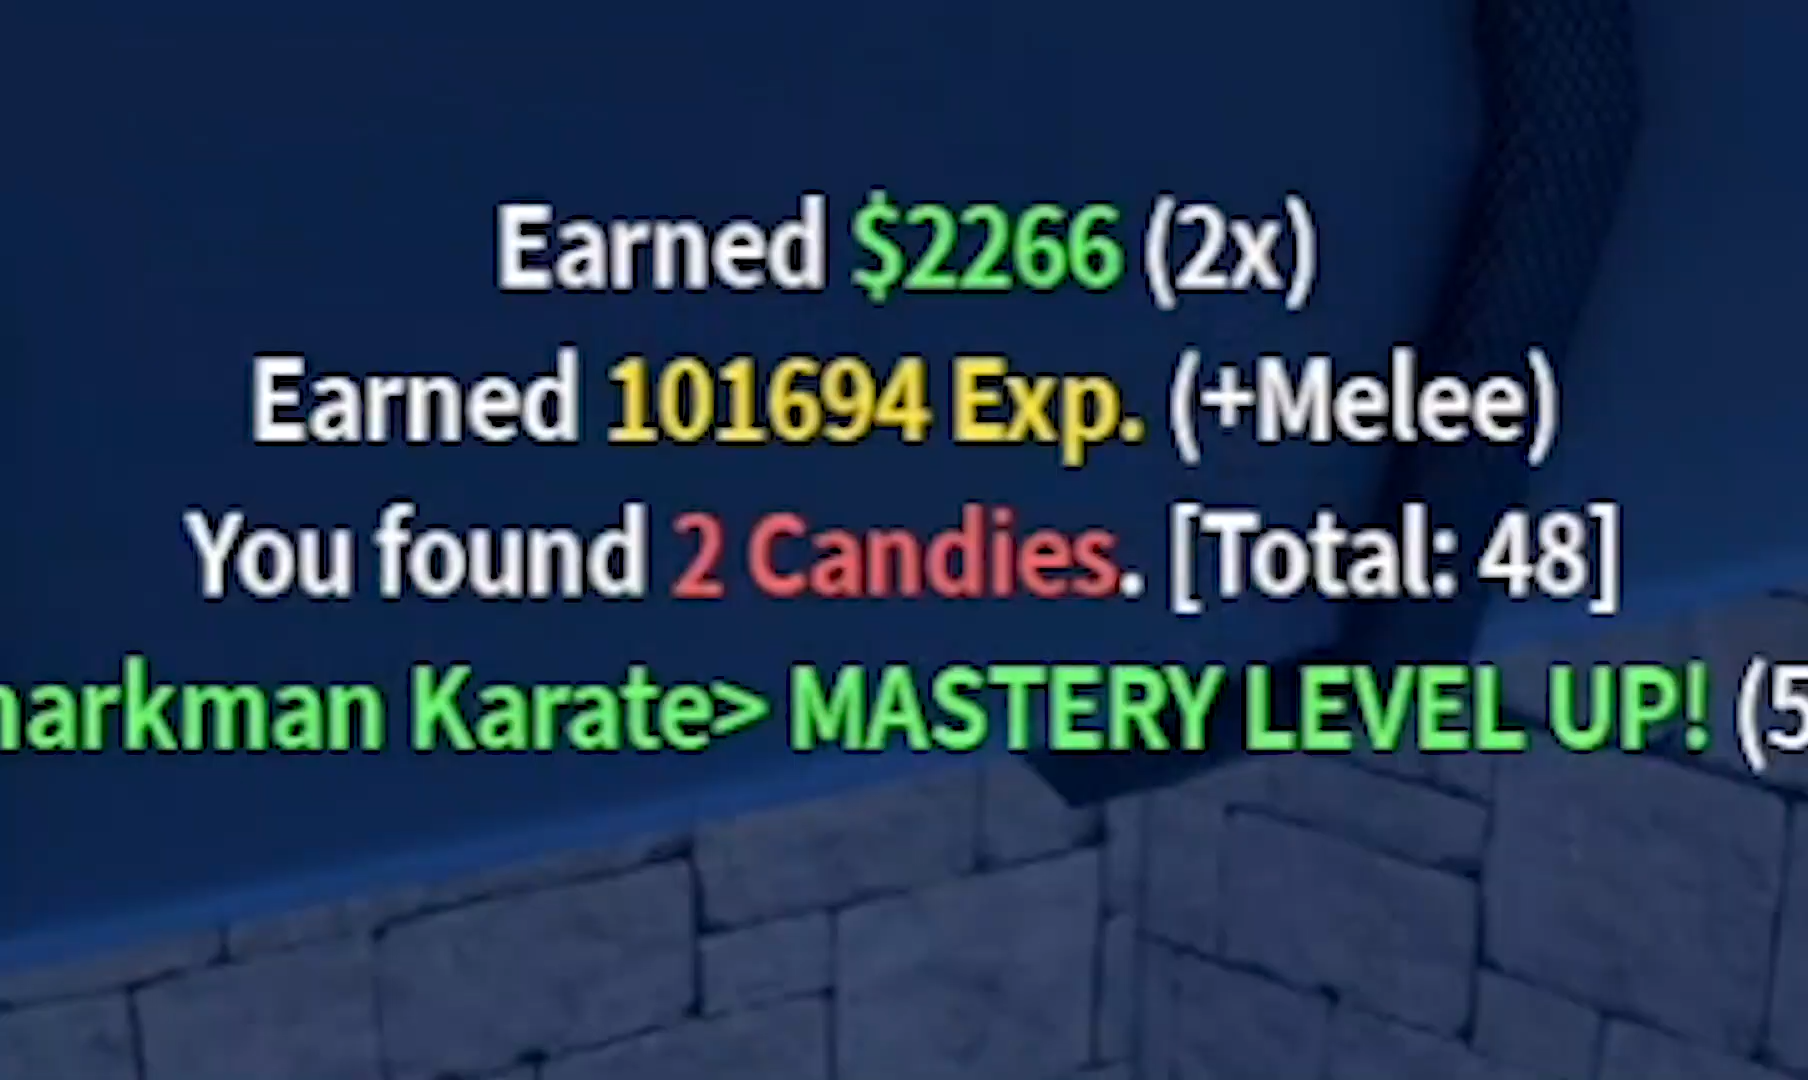 Earned $2266 (2x)
Earned 101694 Exp. (+Melee)
You found 2 Candies. [Total: 48]
harkman Karate> MASTERY LEVEL UP! (5